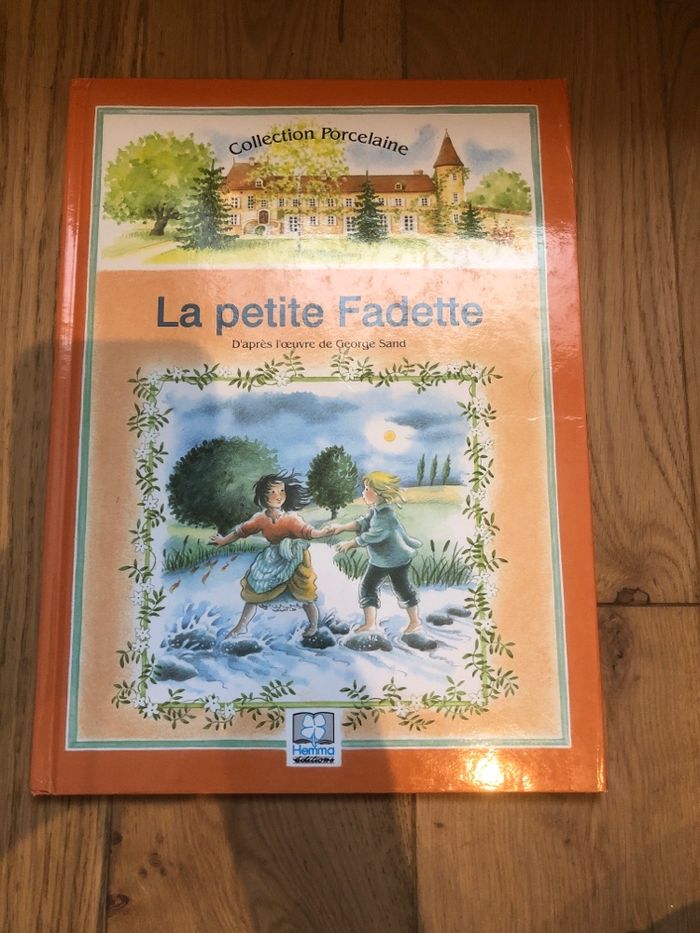 Collection Porcelaine
La petite Fadette
D'après l'œuvre de George Sand
Hemma
éditions